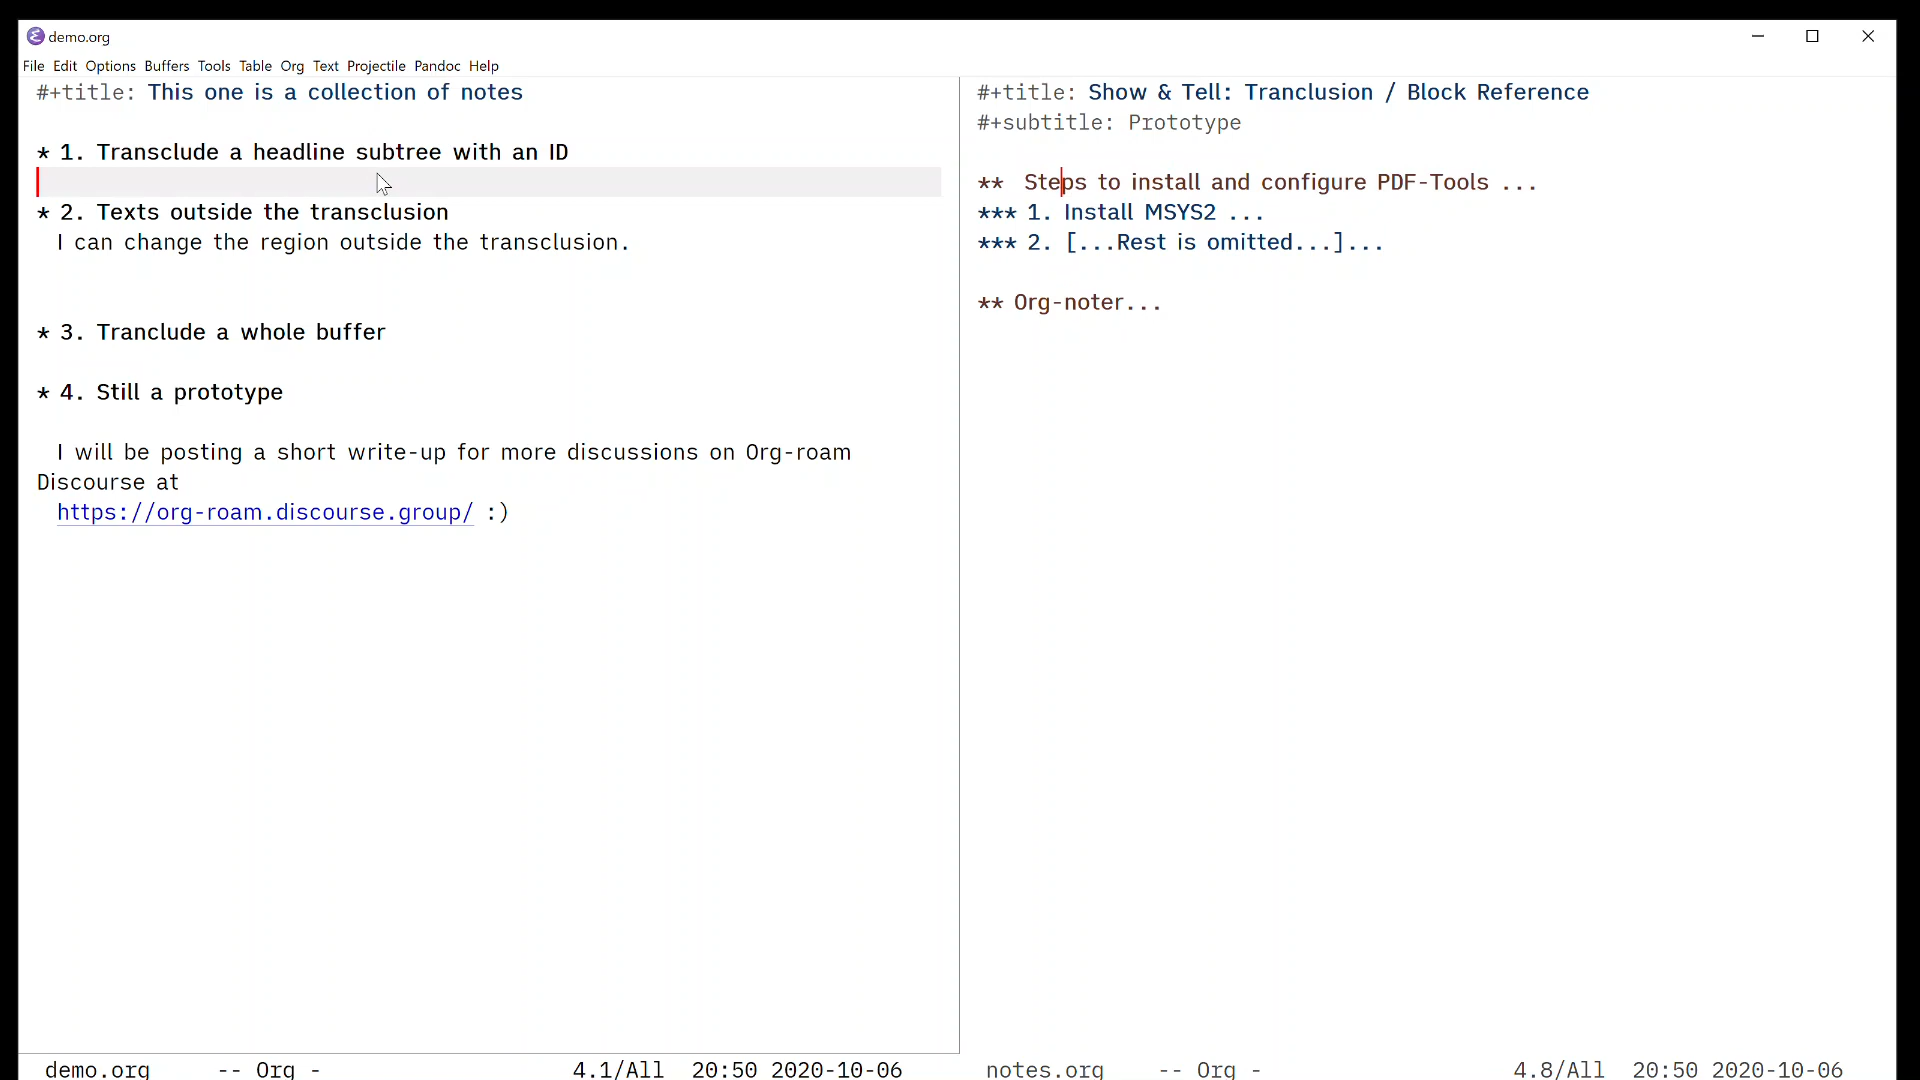 demo.org
File Edit Options Buffers Tools Table Org Text Projectile Pandoc Help
#+title: This one is a collection of notes
* 1. Transclude a headline subtree with an ID
* 2. Texts outside the transclusion
I can change the region outside the transclusion.
* 3. Tranclude a whole buffer
* 4. Still a prototype
I will be posting a short write-up for more discussions on Org-roam
Discourse at
https://org-roam.discourse.group/ :)
demo.org -- Org - 4.1/All 20:50 2020-10-06
#+title: Show & Tell: Tranclusion / Block Reference
#+subtitle: Prototype
** Steps to install and configure PDF-Tools ...
*** 1. Install MSYS2 ...
*** 2. [...Rest is omitted...]...
** Org-noter...
notes.org -- Org - 4.8/All 20:50 2020-10-06